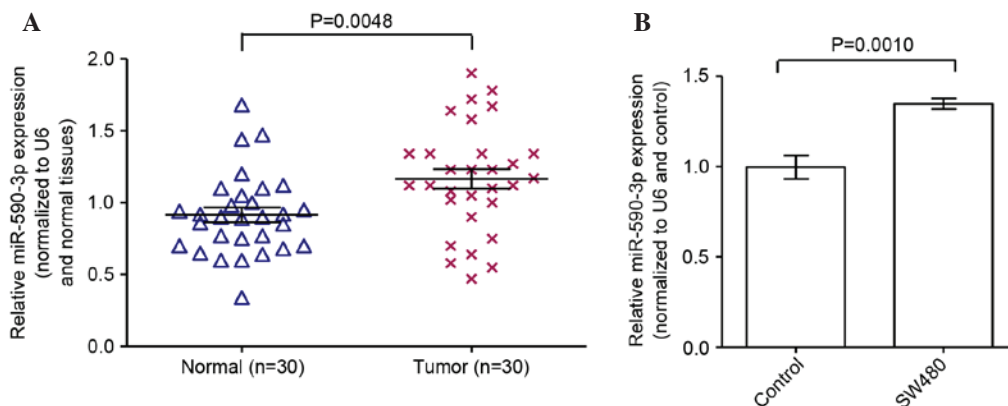 A
P=0.0048
Relative miR-590-3p expression
(normalized to U6
and normal tissues)
2.0
1.5
1.0
0.5
0.0
Normal (n=30)
Tumor (n=30)
B
P=0.0010
Relative miR-590-3p expression
(normalized to U6 and control)
1.5
1.0
0.5
0.0
Control
SW480